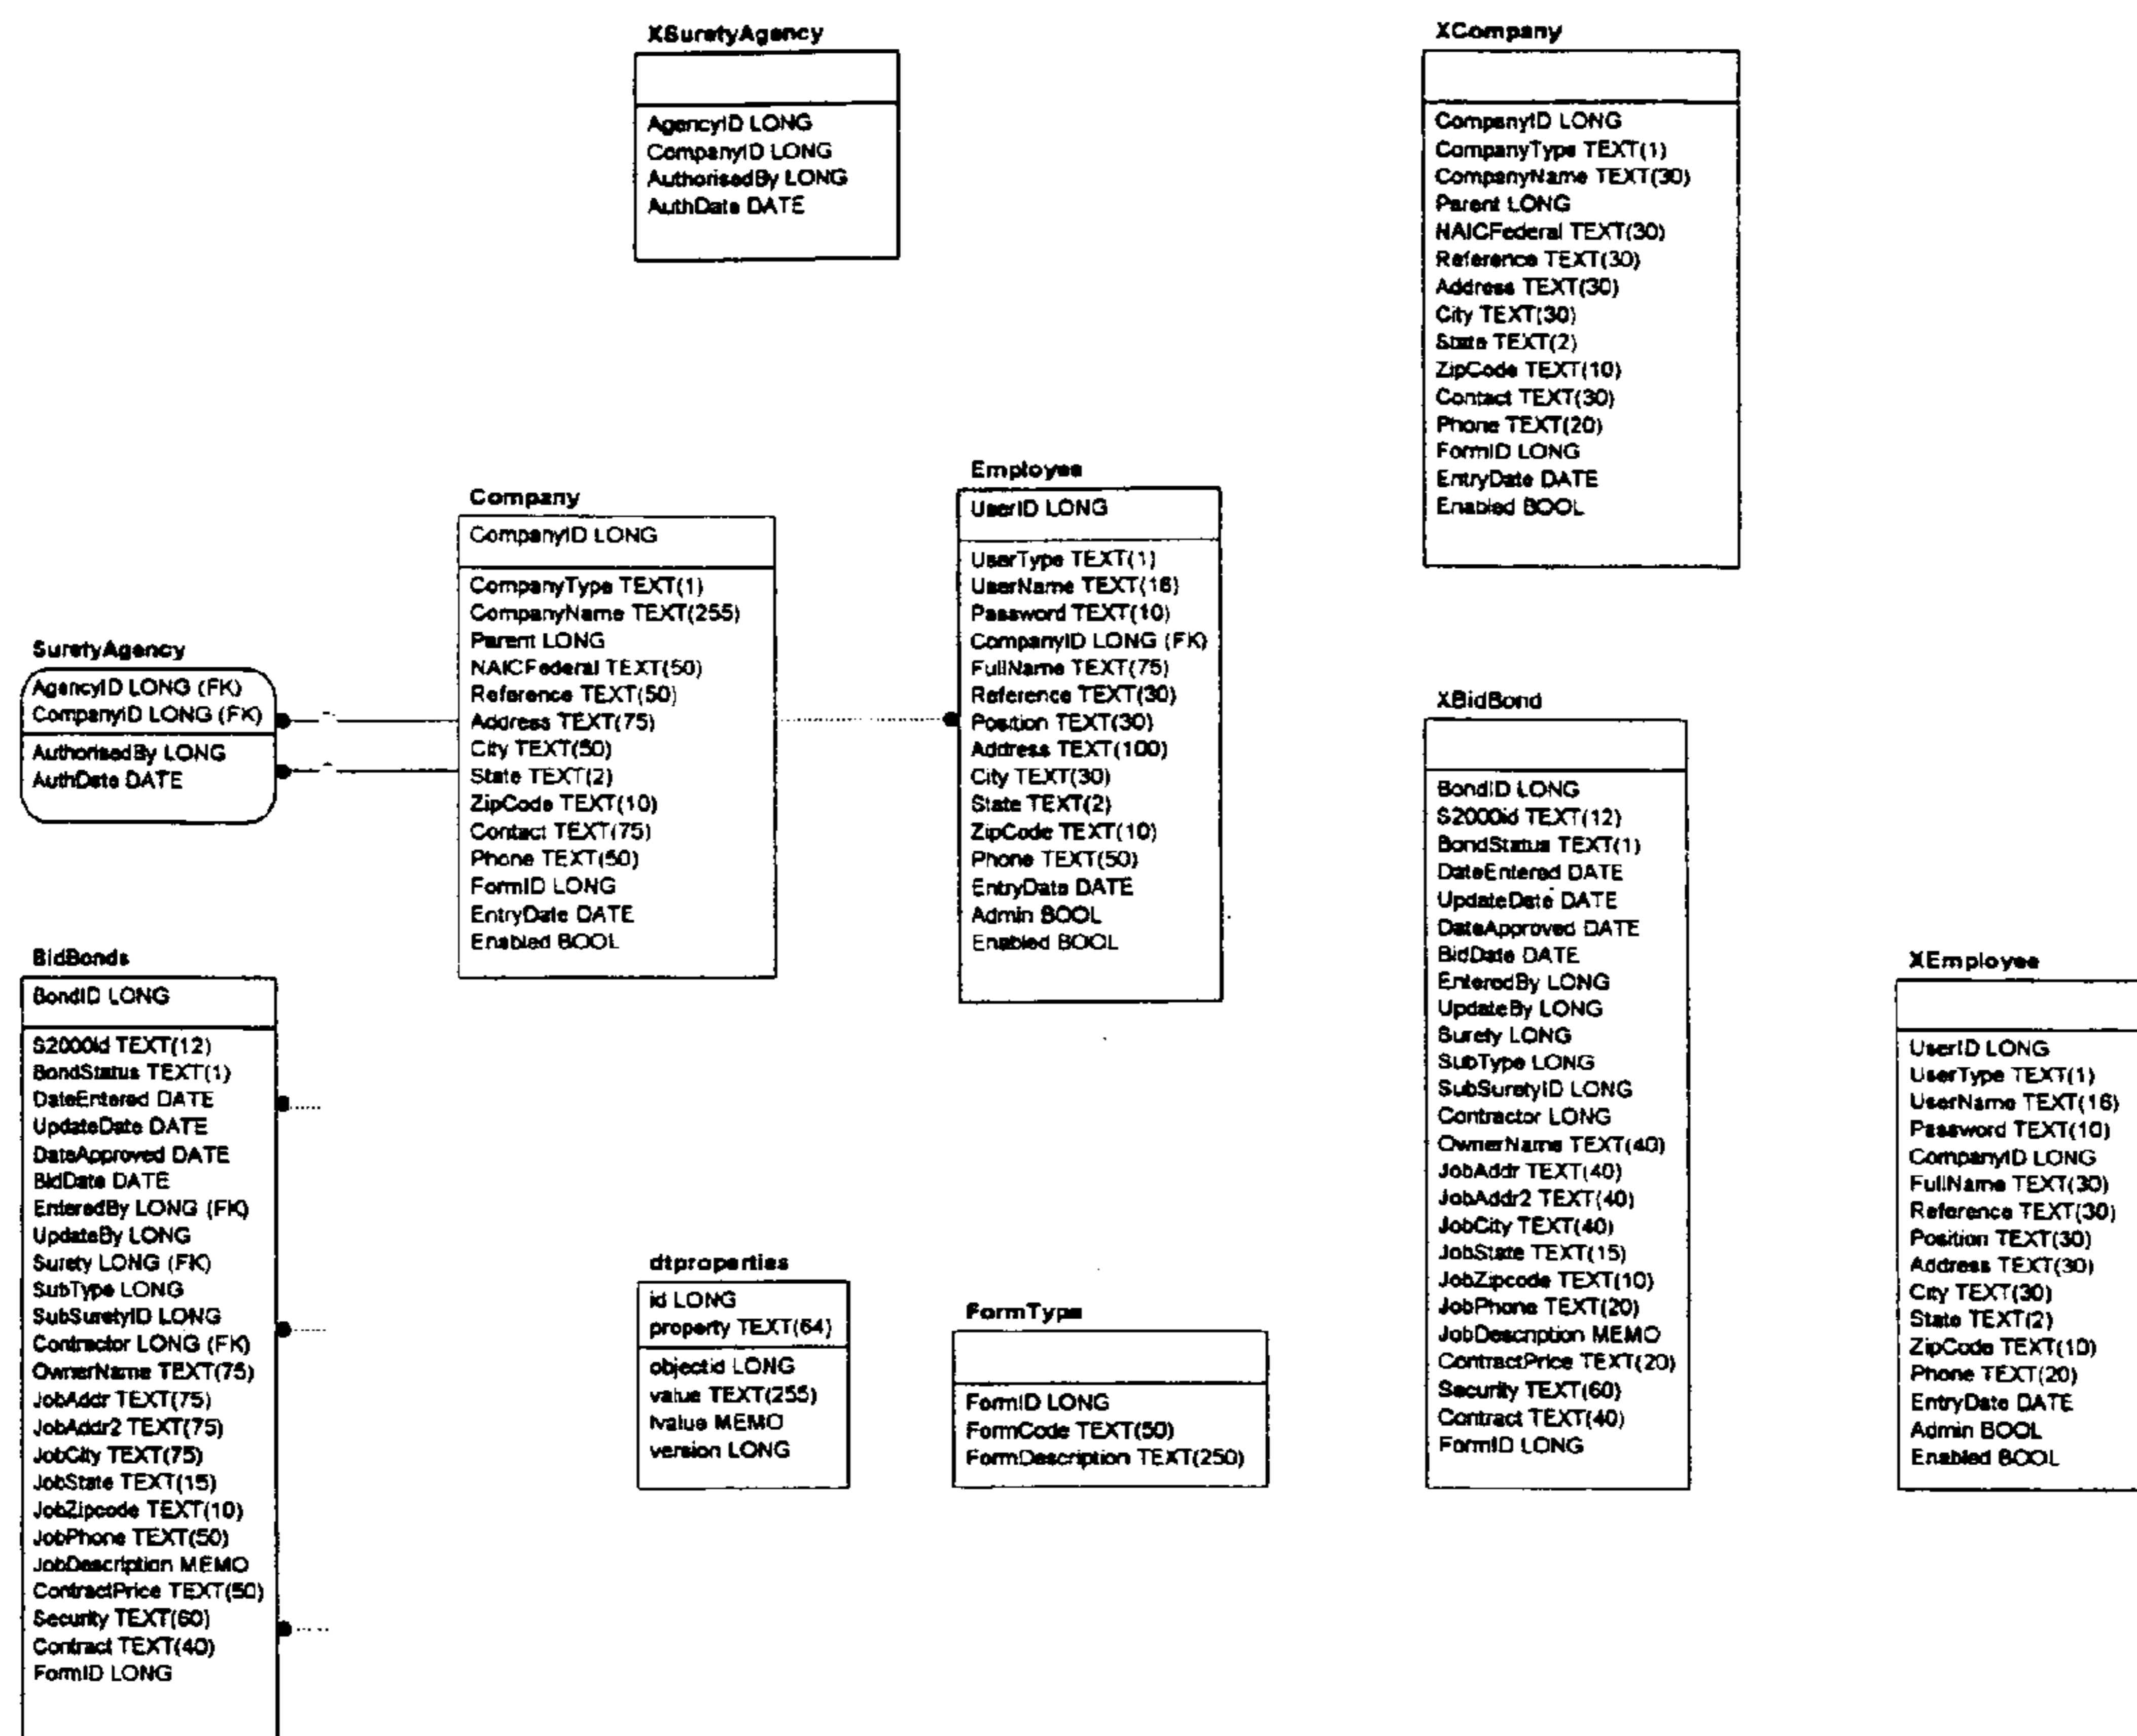 XSuretyAgency
AgencyID LONG
CompanyID LONG
AuthorisedBy LONG
AuthDate DATE
XCompany
CompanyID LONG
CompanyType TEXT(1)
CompanyName TEXT(30)
Parent LONG
NAICFederal TEXT(30)
Reference TEXT(30)
Address TEXT(30)
City TEXT(30)
State TEXT(2)
ZipCode TEXT(10)
Contact TEXT(30)
Phone TEXT(20)
FormID LONG
EntryDate DATE
Enabled BOOL
Company
CompanyID LONG
CompanyType TEXT(1)
CompanyName TEXT(255)
Parent LONG
NAICFederal TEXT(50)
Reference TEXT(50)
Address TEXT(75)
City TEXT(50)
State TEXT(2)
ZipCode TEXT(10)
Contact TEXT(75)
Phone TEXT(50)
FormID LONG
EntryDate DATE
Enabled BOOL
Employee
UserID LONG
UserType TEXT(1)
UserName TEXT(16)
Password TEXT(10)
CompanyID LONG (FK)
FullName TEXT(75)
Reference TEXT(30)
Position TEXT(30)
Address TEXT(100)
City TEXT(30)
State TEXT(2)
ZipCode TEXT(10)
Phone TEXT(50)
EntryDate DATE
Admin BOOL
Enabled BOOL
SuretyAgency
AgencyID LONG (FK)
CompanyID LONG (FK)
AuthorisedBy LONG
AuthDate DATE
BidBonds
BondID LONG
S2000id TEXT(12)
BondStatus TEXT(1)
DateEntered DATE
UpdateDate DATE
DateApproved DATE
BidDate DATE
EnteredBy LONG (FK)
UpdateBy LONG
Surety LONG (FK)
SubType LONG
SubSuretyID LONG
Contractor LONG (FK)
OwnerName TEXT(75)
JobAddr TEXT(75)
JobAddr2 TEXT(75)
JobCity TEXT(75)
JobState TEXT(15)
JobZipcode TEXT(10)
JobPhone TEXT(50)
JobDescription MEMO
ContractPrice TEXT(50)
Security TEXT(60)
Contract TEXT(40)
FormID LONG
dtproperties
id LONG
property TEXT(64)
objectid LONG
value TEXT(255)
lvalue MEMO
version LONG
FormType
FormID LONG
FormCode TEXT(50)
FormDescription TEXT(250)
XBidBond
BondID LONG
S2000id TEXT(12)
BondStatus TEXT(1)
DateEntered DATE
UpdateDate DATE
DateApproved DATE
BidDate DATE
EnteredBy LONG
UpdateBy LONG
Surety LONG
SubType LONG
SubSuretyID LONG
Contractor LONG
OwnerName TEXT(40)
JobAddr TEXT(40)
JobAddr2 TEXT(40)
JobCity TEXT(40)
JobState TEXT(15)
JobZipcode TEXT(10)
JobPhone TEXT(20)
JobDescription MEMO
ContractPrice TEXT(20)
Security TEXT(60)
Contract TEXT(40)
FormID LONG
XEmployee
UserID LONG
UserType TEXT(1)
UserName TEXT(16)
Password TEXT(10)
CompanyID LONG
FullName TEXT(30)
Reference TEXT(30)
Position TEXT(30)
Address TEXT(30)
City TEXT(30)
State TEXT(2)
ZipCode TEXT(10)
Phone TEXT(20)
EntryDate DATE
Admin BOOL
Enabled BOOL